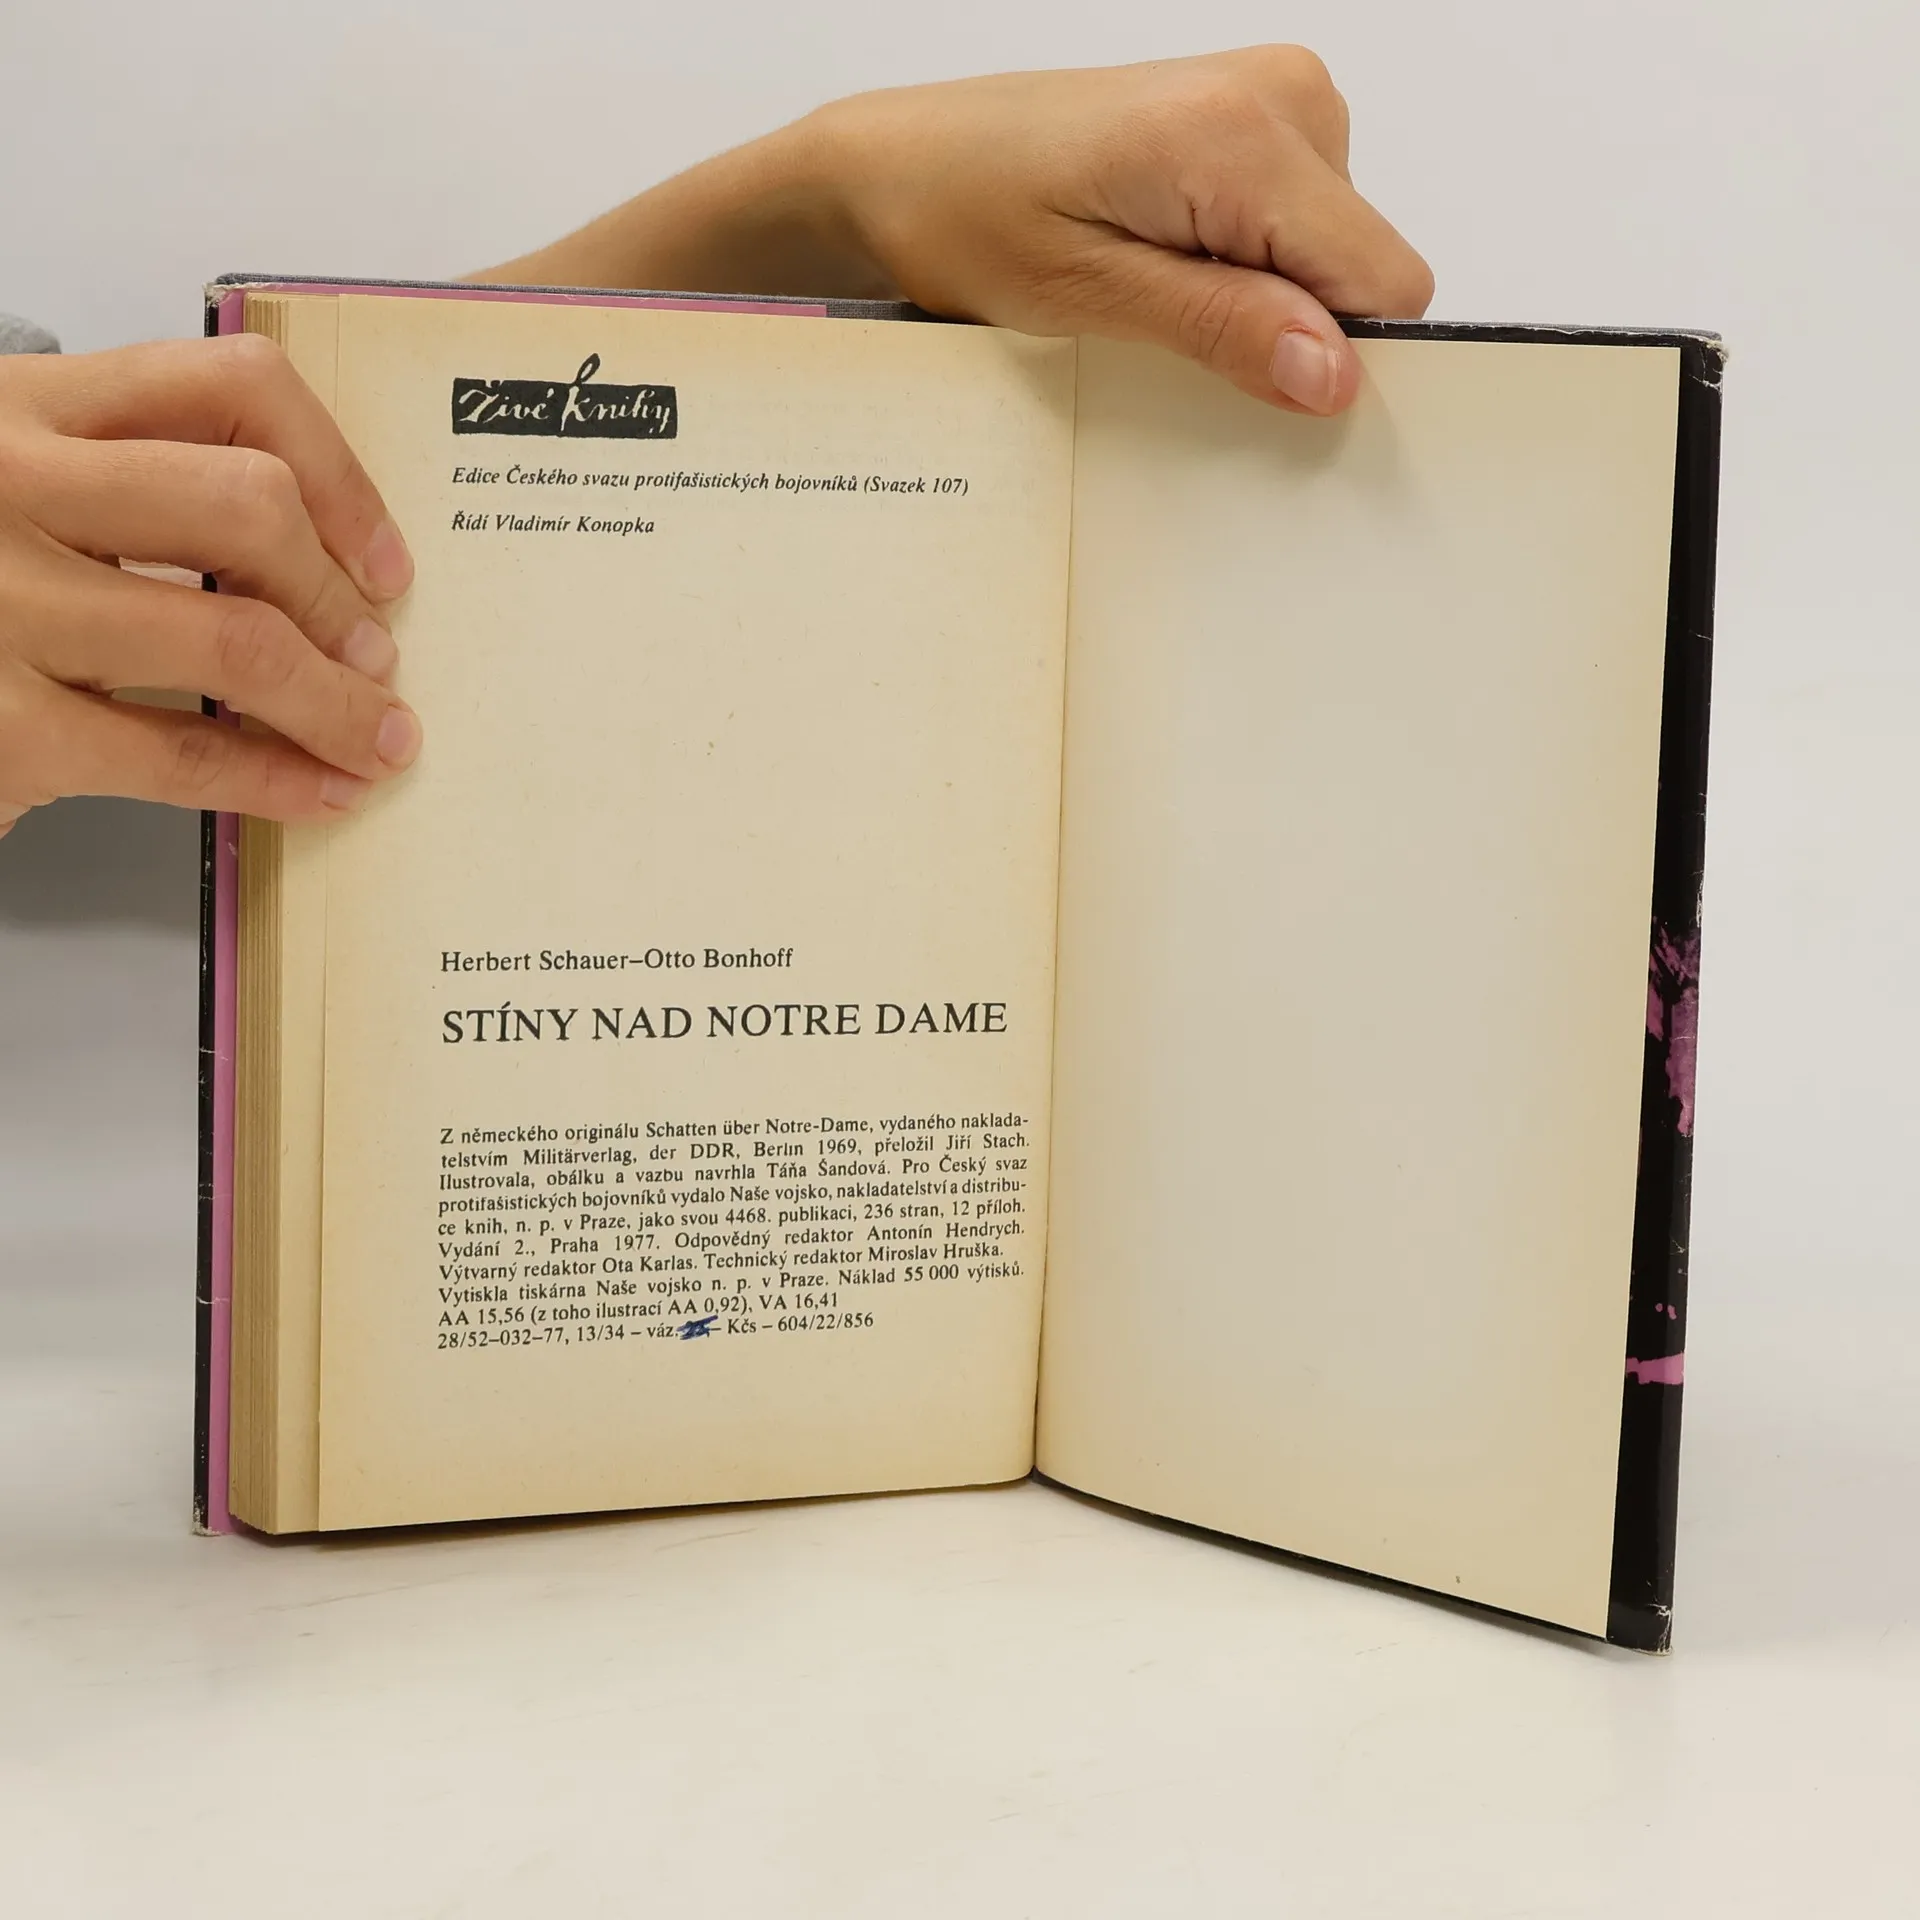 Živé knihy
Edice Českého svazu protifašistických bojovníků (Svazek 107)
Řídí Vladimír Konopka
Herbert Schauer–Otto Bonhoff
STÍNY NAD NOTRE DAME
Z německého originálu Schatten über Notre-Dame, vydaného naklada-
telstvím Militärverlag, der DDR, Berlin 1969, přeložil Jiří Stach.
Ilustrovala, obálku a vazbu navrhla Táňa Šandová. Pro Český svaz
protifašistických bojovníků vydalo Naše vojsko, nakladatelství a distribu-
ce knih, n. p. v Praze, jako svou 4468. publikaci, 236 stran, 12 příloh.
Vydání 2., Praha 1977. Odpovědný redaktor Antonín Hendrych.
Výtvarný redaktor Ota Karlas. Technický redaktor Miroslav Hruška.
Vytiskla tiskárna Naše vojsko n. p. v Praze. Náklad 55 000 výtisků.
AA 15,56 (z toho ilustrací AA 0,92), VA 16,41
28/52–032–77, 13/34 – váz. – Kčs – 604/22/856